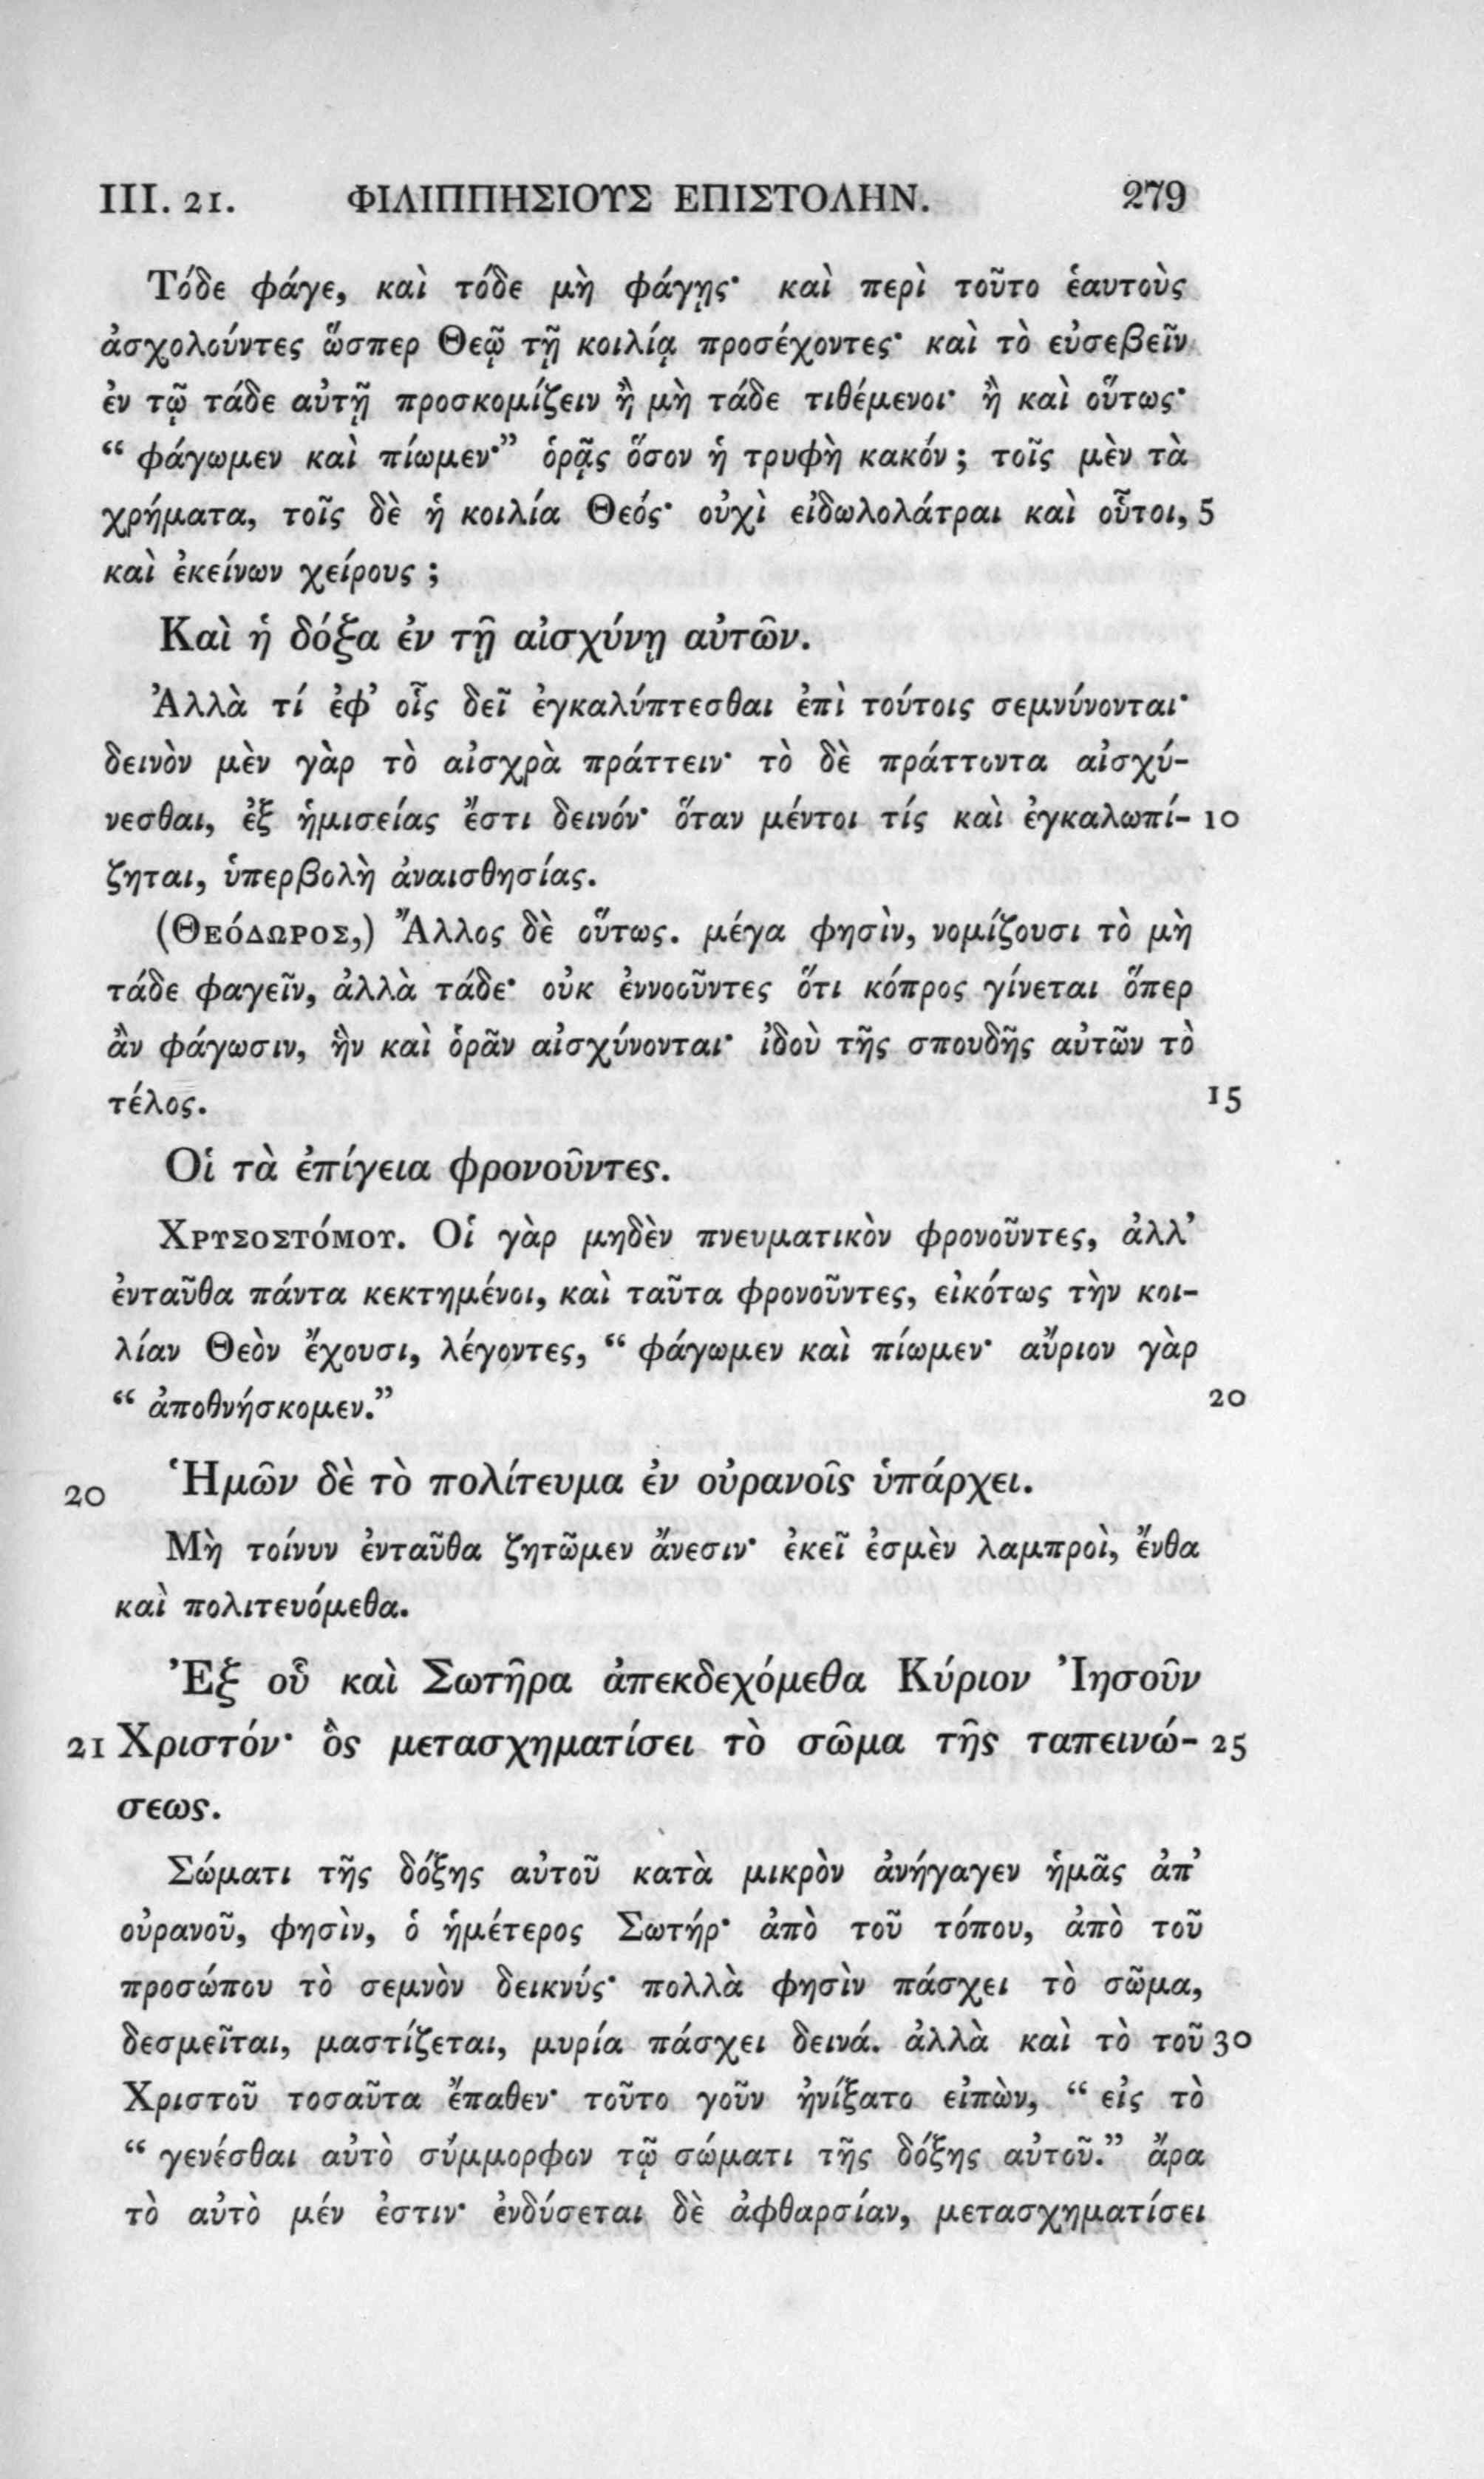 III. 21. ΦΙΛΙΠΠΗΣΙΟΥΣ ΕΠΙΣΤΟΛΗΝ. 279
Τόδε φάγε, καὶ τόδε μὴ φάγῃς· καὶ περὶ τοῦτο ἑαυτοὺς
ἀσχολοῦντες ὥσπερ Θεῷ τῇ κοιλίᾳ προσέχοντες· καὶ τὸ εὐσεβεῖν
ἐν τῷ τάδε αὐτῇ προσκομίζειν ἢ μὴ τάδε τιθέμενοι· ἢ καὶ οὕτως·
“ φάγωμεν καὶ πίωμεν·” ὁρᾷς ὅσον ἡ τρυφὴ κακόν ; τοῖς μὲν τὰ
χρήματα, τοῖς δὲ ἡ κοιλία Θεός· οὐχὶ εἰδωλολάτραι καὶ οὗτοι, 5
καὶ ἐκείνων χείρους ;
Καὶ ἡ δόξα ἐν τῇ αἰσχύνῃ αὐτῶν.
Ἀλλὰ τί ἐφ’ οἷς δεῖ ἐγκαλύπτεσθαι ἐπὶ τούτοις σεμνύνονται·
δεινὸν μὲν γὰρ τὸ αἰσχρὰ πράττειν· τὸ δὲ πράττοντα αἰσχύ-
νεσθαι, ἐξ ἡμισείας ἔστι δεινόν· ὅταν μέντοι τίς καὶ ἐγκαλωπί- 10
ζηται, ὑπερβολὴ ἀναισθησίας.
(Θεόδωρος,) Ἄλλος δὲ οὕτως. μέγα φησὶν, νομίζουσι τὸ μὴ
τάδε φαγεῖν, ἀλλὰ τάδε· οὐκ ἐννοοῦντες ὅτι κόπρος γίνεται ὅπερ
ἂν φάγωσιν, ἣν καὶ ὁρᾶν αἰσχύνονται· ἰδοὺ τῆς σπουδῆς αὐτῶν τὸ
τέλος. 15
Οἱ τὰ ἐπίγεια φρονοῦντες.
Χρυσοστόμου. Οἱ γὰρ μηδὲν πνευματικὸν φρονοῦντες, ἀλλ’
ἐνταῦθα πάντα κεκτημένοι, καὶ ταῦτα φρονοῦντες, εἰκότως τὴν κοι-
λίαν Θεὸν ἔχουσι, λέγοντες, “ φάγωμεν καὶ πίωμεν· αὔριον γὰρ
“ ἀποθνήσκομεν.” 20
20 Ἡμῶν δὲ τὸ πολίτευμα ἐν οὐρανοῖς ὑπάρχει.
Μὴ τοίνυν ἐνταῦθα ζητῶμεν ἄνεσιν· ἐκεῖ ἐσμὲν λαμπροὶ, ἔνθα
καὶ πολιτευόμεθα.
Ἐξ οὗ καὶ Σωτῆρα ἀπεκδεχόμεθα Κύριον Ἰησοῦν
21 Χριστόν· ὃς μετασχηματίσει τὸ σῶμα τῆς ταπεινώ- 25
σεως.
Σώματι τῆς δόξης αὐτοῦ κατὰ μικρὸν ἀνήγαγεν ἡμᾶς ἀπ’
οὐρανοῦ, φησὶν, ὁ ἡμέτερος Σωτήρ· ἀπὸ τοῦ τόπου, ἀπὸ τοῦ
προσώπου τὸ σεμνὸν δεικνύς· πολλὰ φησὶν πάσχει τὸ σῶμα,
δεσμεῖται, μαστίζεται, μυρία πάσχει δεινά. ἀλλὰ καὶ τὸ τοῦ 30
Χριστοῦ τοσαῦτα ἔπαθεν· τοῦτο γοῦν ᾐνίξατο εἰπὼν, “ εἰς τὸ
“ γενέσθαι αὐτὸ σύμμορφον τῷ σώματι τῆς δόξης αὐτοῦ.” ἄρα
τὸ αὐτὸ μέν ἐστιν· ἐνδύσεται δὲ ἀφθαρσίαν, μετασχηματίσει